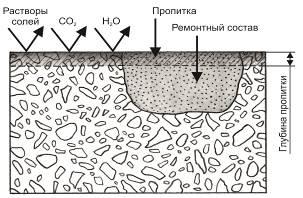 Растворы
солей
CO₂
H₂O
Пропитка
Ремонтный состав
Глубина пропитки